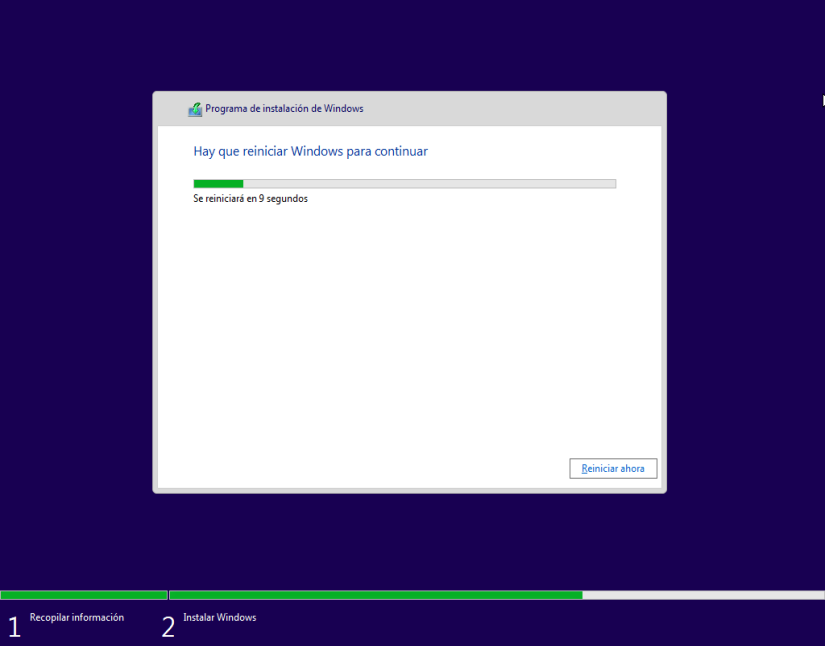 Programa de instalación de Windows
Hay que reiniciar Windows para continuar
Se reiniciará en 9 segundos
Reiniciar ahora
1 Recopilar información
2 Instalar Windows